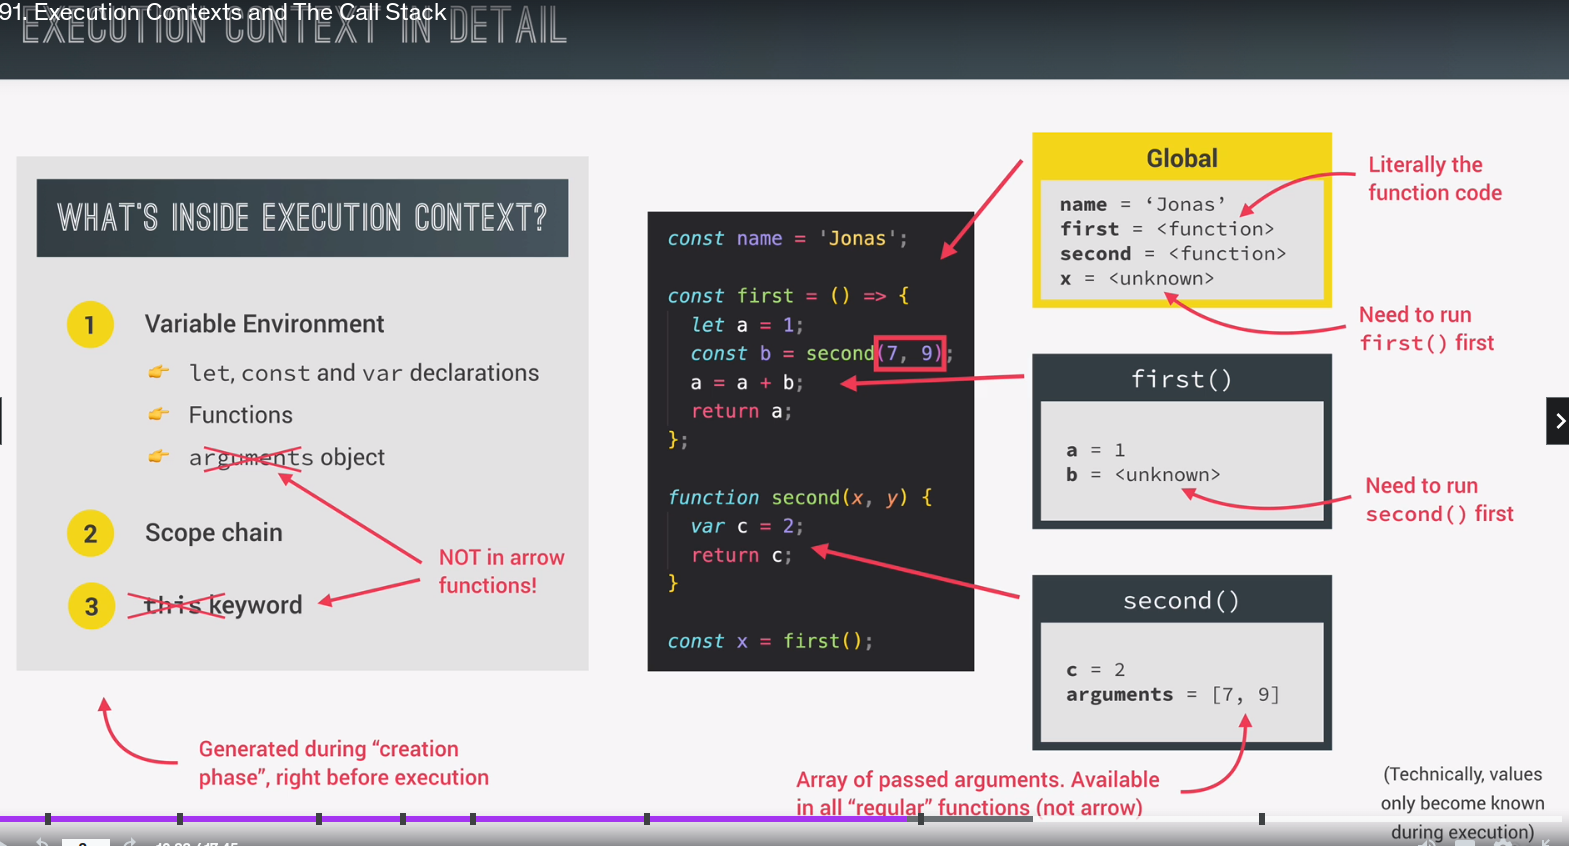 91. Execution Contexts and The Call Stack
EXECUTION CONTEXT IN DETAIL
WHAT'S INSIDE EXECUTION CONTEXT?
1 Variable Environment
let, const and var declarations
Functions
arguments object
2 Scope chain
3 this keyword
NOT in arrow
functions!
Generated during “creation
phase”, right before execution
const name = 'Jonas';
const first = () => {
let a = 1;
const b = second(7, 9);
a = a + b;
return a;
};
function second(x, y) {
var c = 2;
return c;
}
const x = first();
Global
name = ‘Jonas’
first = <function>
second = <function>
x = <unknown>
Literally the
function code
Need to run
first() first
first()
a = 1
b = <unknown>
Need to run
second() first
second()
c = 2
arguments = [7, 9]
Array of passed arguments. Available
in all “regular” functions (not arrow)
(Technically, values
only become known
during execution)